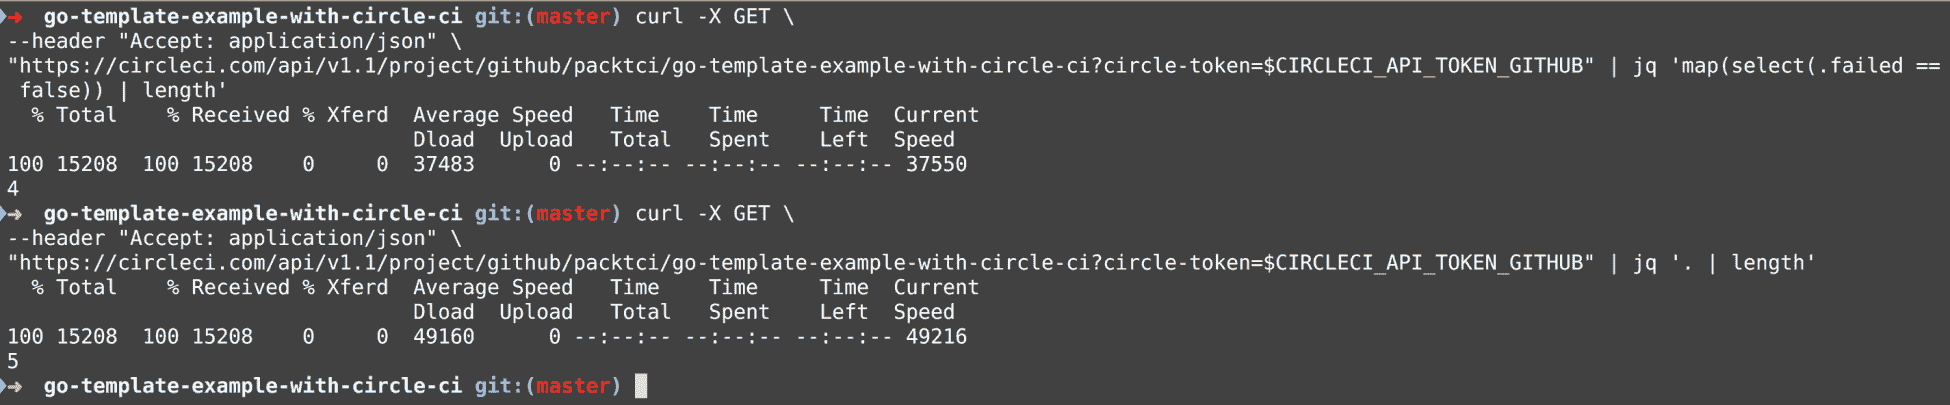 ➜  go-template-example-with-circle-ci git:(master) curl -X GET \
--header "Accept: application/json" \
"https://circleci.com/api/v1.1/project/github/packtci/go-template-example-with-circle-ci?circle-token=$CIRCLECI_API_TOKEN_GITHUB" | jq 'map(select(.failed ==
 false)) | length'
  % Total    % Received % Xferd  Average Speed   Time    Time     Time  Current
                                 Dload  Upload   Total   Spent    Left  Speed
100 15208  100 15208    0     0  37483      0 --:--:-- --:--:-- --:--:-- 37550
4
➜  go-template-example-with-circle-ci git:(master) curl -X GET \
--header "Accept: application/json" \
"https://circleci.com/api/v1.1/project/github/packtci/go-template-example-with-circle-ci?circle-token=$CIRCLECI_API_TOKEN_GITHUB" | jq '. | length'
  % Total    % Received % Xferd  Average Speed   Time    Time     Time  Current
                                 Dload  Upload   Total   Spent    Left  Speed
100 15208  100 15208    0     0  49160      0 --:--:-- --:--:-- --:--:-- 49216
5
➜  go-template-example-with-circle-ci git:(master)